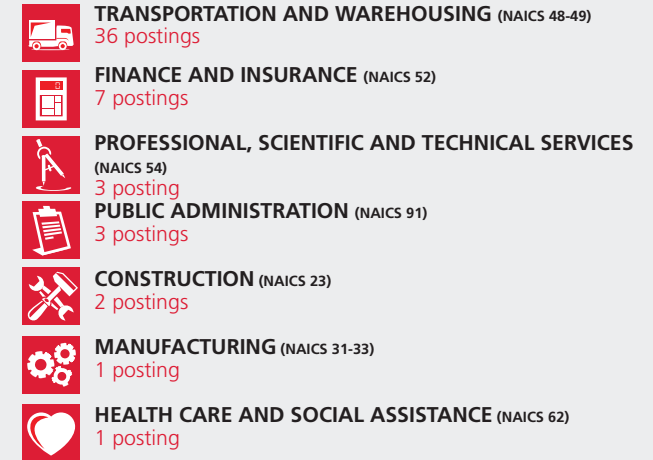 TRANSPORTATION AND WAREHOUSING (NAICS 48-49)
36 postings
FINANCE AND INSURANCE (NAICS 52)
7 postings
PROFESSIONAL, SCIENTIFIC AND TECHNICAL SERVICES
(NAICS 54)
3 posting
PUBLIC ADMINISTRATION (NAICS 91)
3 postings
CONSTRUCTION (NAICS 23)
2 postings
MANUFACTURING (NAICS 31-33)
1 posting
HEALTH CARE AND SOCIAL ASSISTANCE (NAICS 62)
1 posting